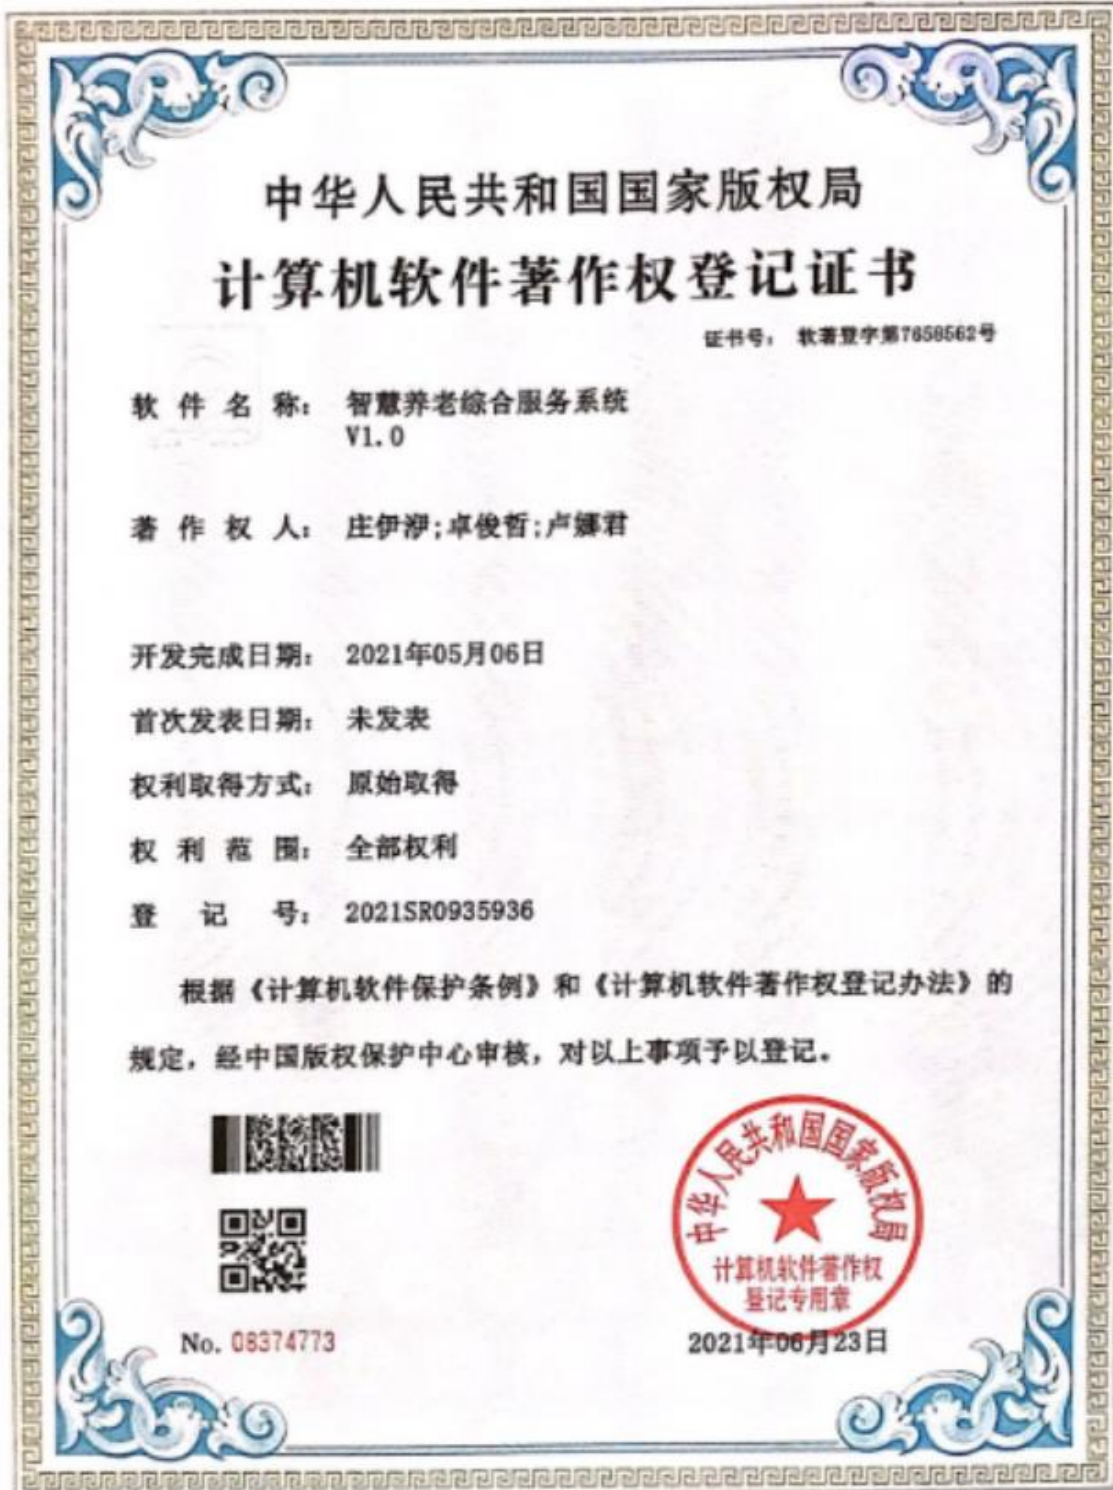 中华人民共和国国家版权局
计算机软件著作权登记证书
证书号： 软著登字第7658562号
软件名称： 智慧养老综合服务系统
V1.0
著作权人： 庄伊洢;卓俊哲;卢娜君
开发完成日期： 2021年05月06日
首次发表日期： 未发表
权利取得方式： 原始取得
权利范围： 全部权利
登记号： 2021SR0935936
根据《计算机软件保护条例》和《计算机软件著作权登记办法》的
规定，经中国版权保护中心审核，对以上事项予以登记。
中华人民共和国国家版权局
计算机软件著作权
登记专用章
No. 08374773
2021年06月23日